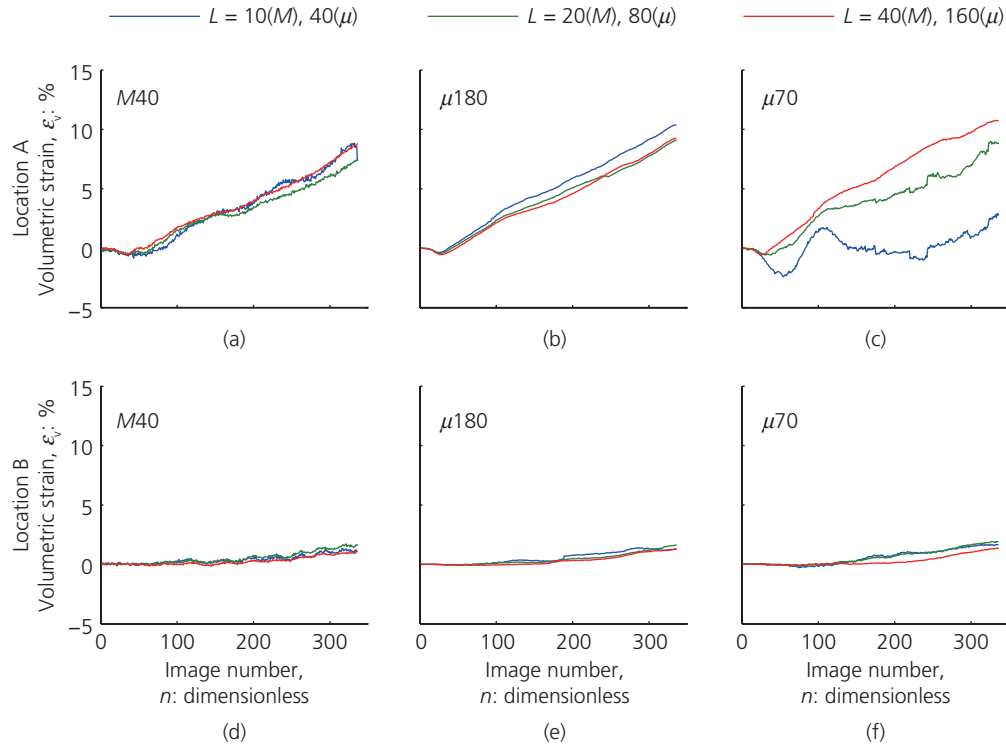 L = 10(M), 40(μ) L = 20(M), 80(μ) L = 40(M), 160(μ)
Location A
Volumetric strain, εv: %
15
10
5
0
−5
M40
(a)
μ180
(b)
μ70
(c)
Location B
Volumetric strain, εv: %
15
10
5
0
−5
M40
0 100 200 300
Image number,
n: dimensionless
(d)
μ180
0 100 200 300
Image number,
n: dimensionless
(e)
μ70
0 100 200 300
Image number,
n: dimensionless
(f)